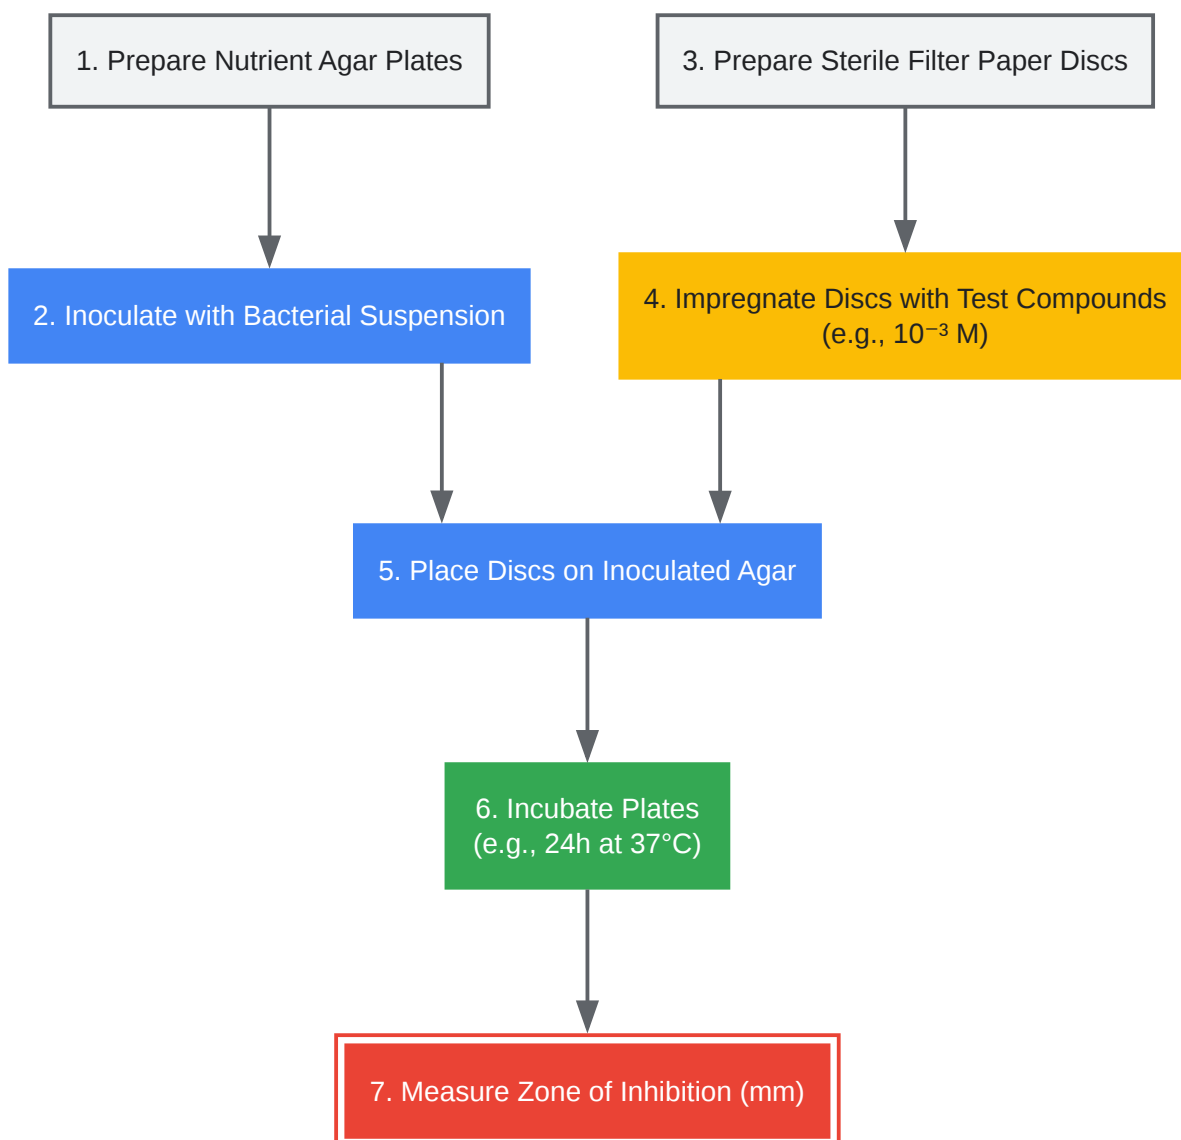 1. Prepare Nutrient Agar Plates
3. Prepare Sterile Filter Paper Discs
2. Inoculate with Bacterial Suspension
4. Impregnate Discs with Test Compounds
(e.g., 10⁻³ M)
5. Place Discs on Inoculated Agar
6. Incubate Plates
(e.g., 24h at 37°C)
7. Measure Zone of Inhibition (mm)